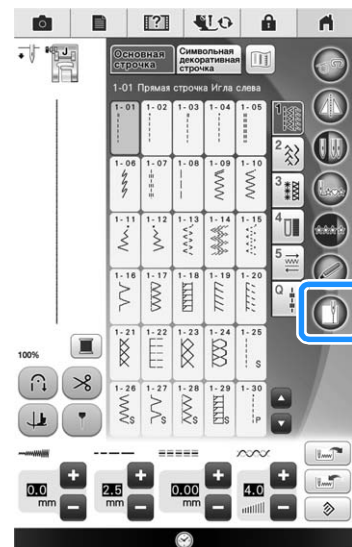 J
Основная строчка
Символьная декоративная строчка
1-01 Прямая строчка Игла слева
1-01 1-02 1-03 1-04 1-05
1-06 1-07 1-08 1-09 1-10
1-11 1-12 1-13 1-14 1-15
1-16 1-17 1-18 1-19 1-20
1-21 1-22 1-23 1-24 1-25
S
1-26 1-27 1-28 1-29 1-30
S S S S P
1
2
3
4
5
Q
100%
0.0 mm
2.5 mm
0.00 mm
4.0 mm